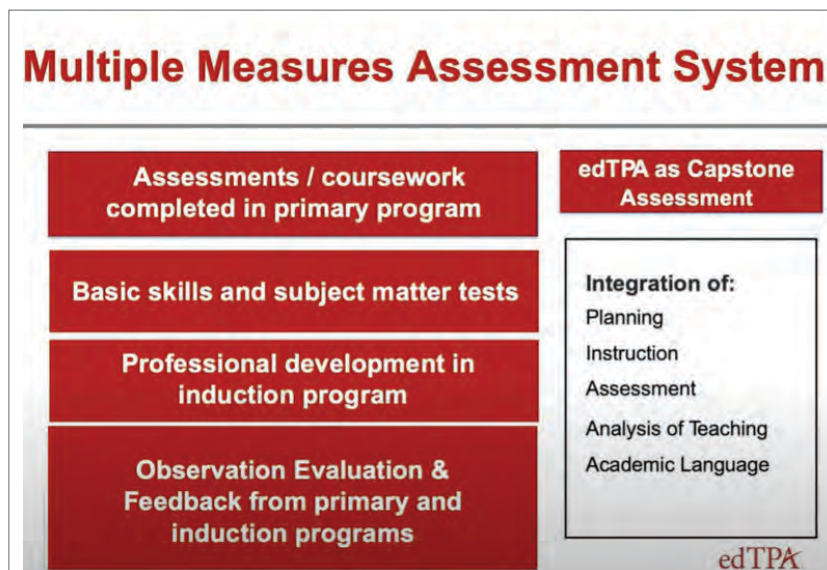 Multiple Measures Assessment System
Assessments / coursework
completed in primary program
Basic skills and subject matter tests
Professional development in
induction program
Observation Evaluation &
Feedback from primary and
induction programs
edTPA as Capstone
Assessment
Integration of:
Planning
Instruction
Assessment
Analysis of Teaching
Academic Language
edTPA